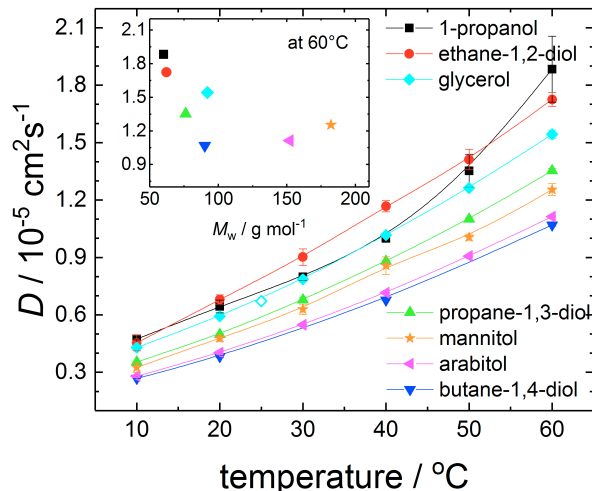 D / 10⁻⁵ cm²s⁻¹
2.1
1.8
1.5
1.2
0.9
0.6
0.3
2.1
1.8
1.5
1.2
0.9
at 60°C
50
100
150
200
Mw / g mol⁻¹
1-propanol
ethane-1,2-diol
glycerol
propane-1,3-diol
mannitol
arabitol
butane-1,4-diol
10
20
30
40
50
60
temperature / °C